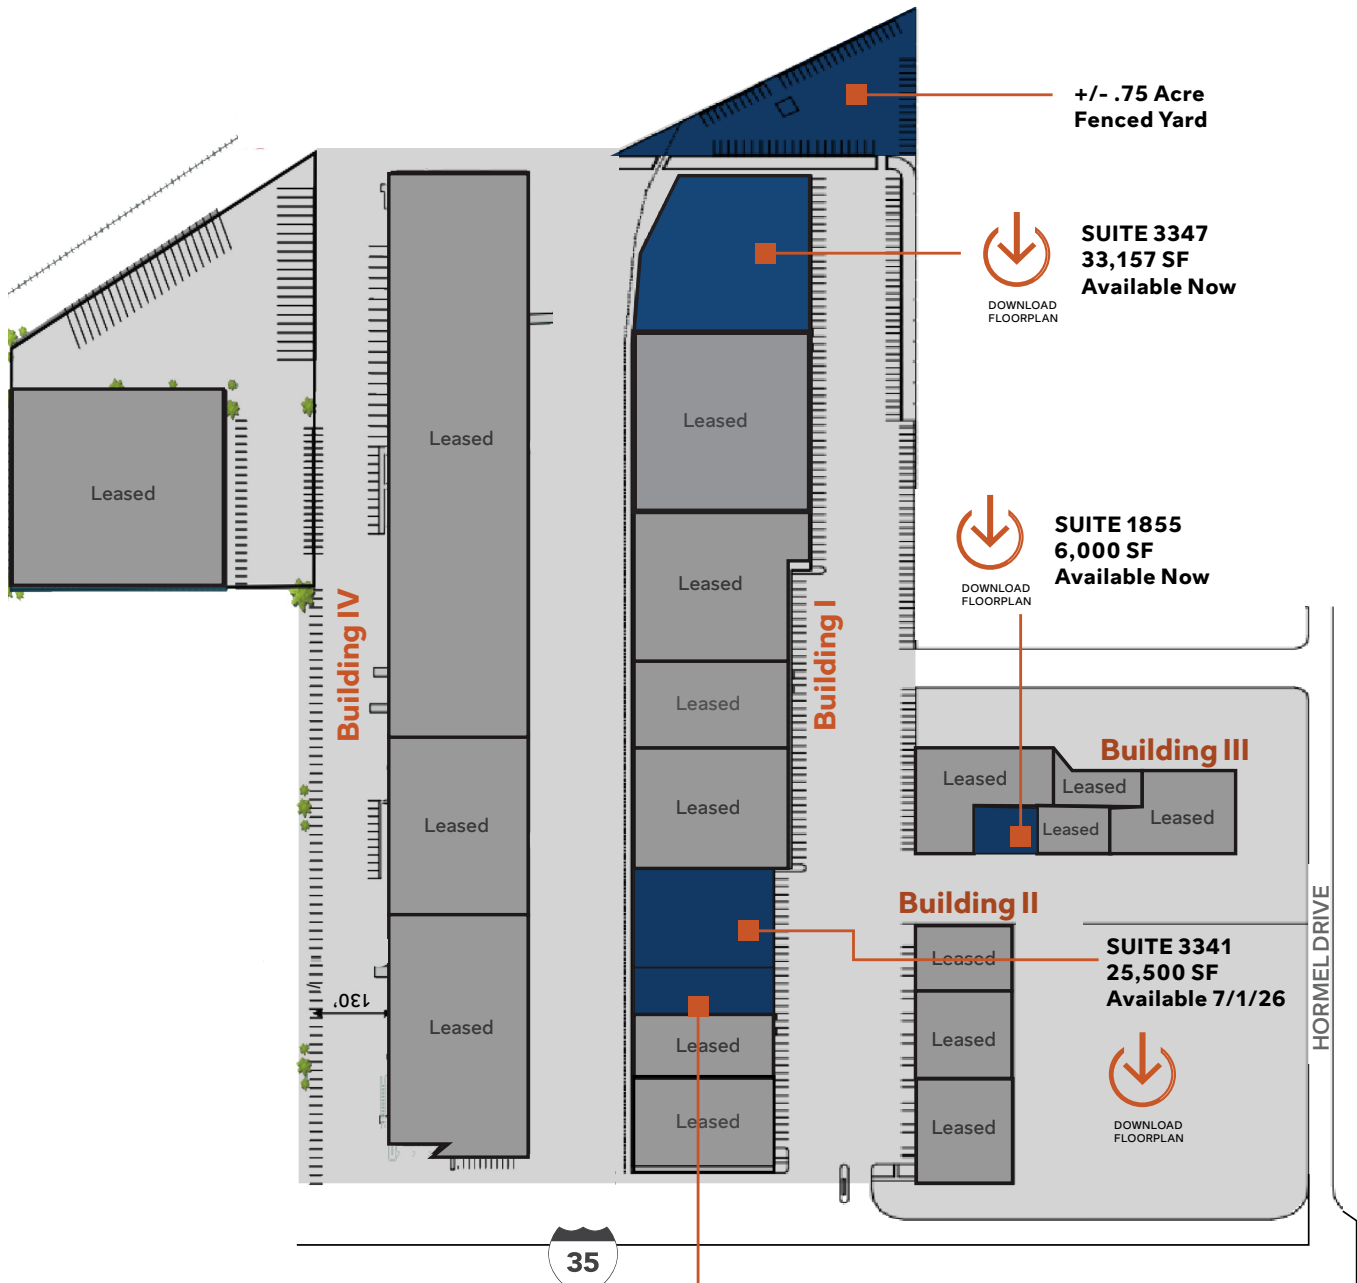 +/- .75 Acre
Fenced Yard
SUITE 3347
33,157 SF
Available Now
DOWNLOAD
FLOORPLAN
Leased
Leased
Leased
SUITE 1855
6,000 SF
Available Now
DOWNLOAD
FLOORPLAN
Leased
Building IV
Building I
Leased
Leased
Leased
Building III
Leased
Leased
Leased
Leased
Leased
Building II
HORMEL DRIVE
SUITE 3341
25,500 SF
Available 7/1/26
Leased
130'
Leased
Leased
Leased
DOWNLOAD
FLOORPLAN
Leased
Leased
35